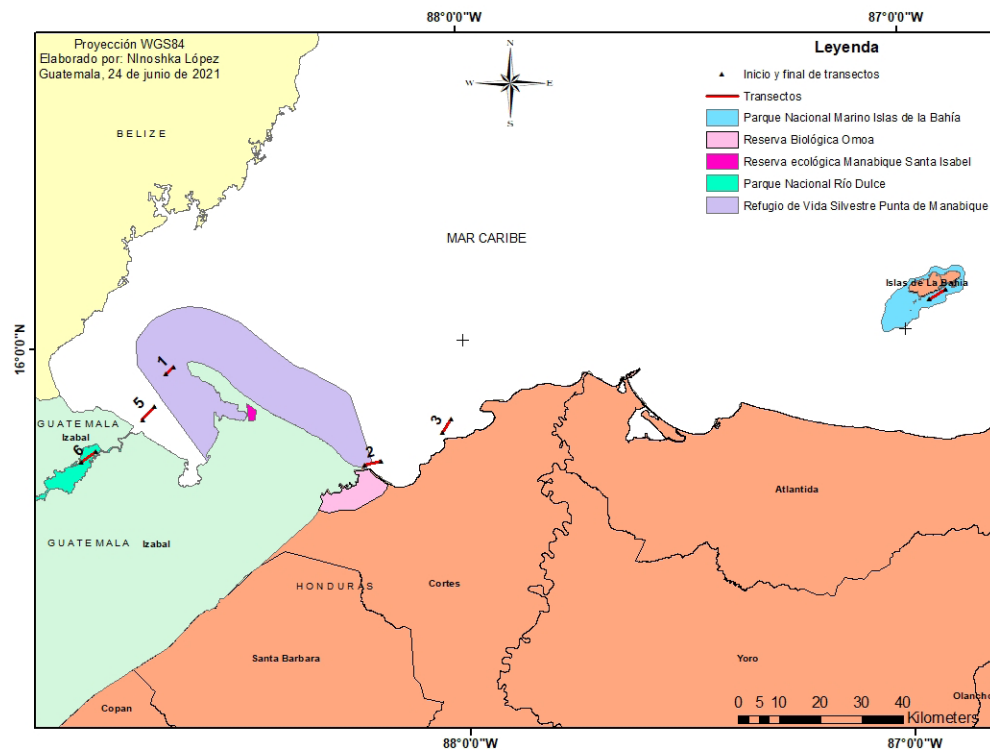 88°0'0"W
87°0'0"W
Proyección WGS84
Elaborado por: NInoshka López
Guatemala, 24 de junio de 2021
N
W
E
S
Leyenda
Inicio y final de transectos
Transectos
Parque Nacional Marino Islas de la Bahía
Reserva Biológica Omoa
Reserva ecológica Manabique Santa Isabel
Parque Nacional Río Dulce
Refugio de Vida Silvestre Punta de Manabique
BELIZE
MAR CARIBE
Islas de La Bahía
16°0'0"N
1
5
3
GUATEMALA
Izabal
6
2
Atlantida
GUATEMALA Izabal
HONDURAS
Cortes
Santa Barbara
Yoro
Copan
Olancho
0 5 10 20 30 40
Kilometers
88°0'0"W
87°0'0"W